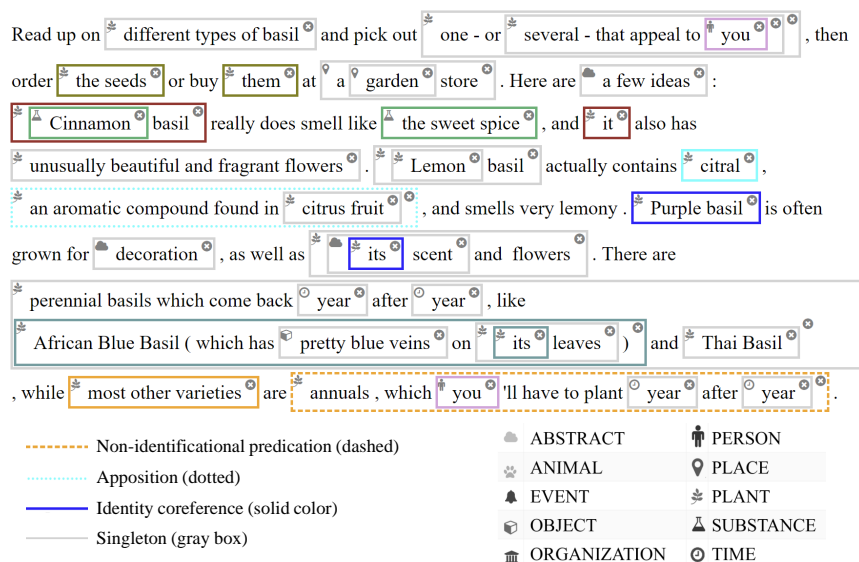 Read up on different types of basil and pick out one - or several - that appeal to you , then
order the seeds or buy them at a garden store . Here are a few ideas :
Cinnamon basil really does smell like the sweet spice , and it also has
unusually beautiful and fragrant flowers . Lemon basil actually contains citral ,
an aromatic compound found in citrus fruit , and smells very lemony . Purple basil is often
grown for decoration , as well as its scent and flowers . There are
perennial basils which come back year after year , like
African Blue Basil ( which has pretty blue veins on its leaves ) and Thai Basil
, while most other varieties are annuals , which you 'll have to plant year after year .
Non-identificational predication (dashed)
Apposition (dotted)
Identity coreference (solid color)
Singleton (gray box)
ABSTRACT
ANIMAL
EVENT
OBJECT
ORGANIZATION
PERSON
PLACE
PLANT
SUBSTANCE
TIME